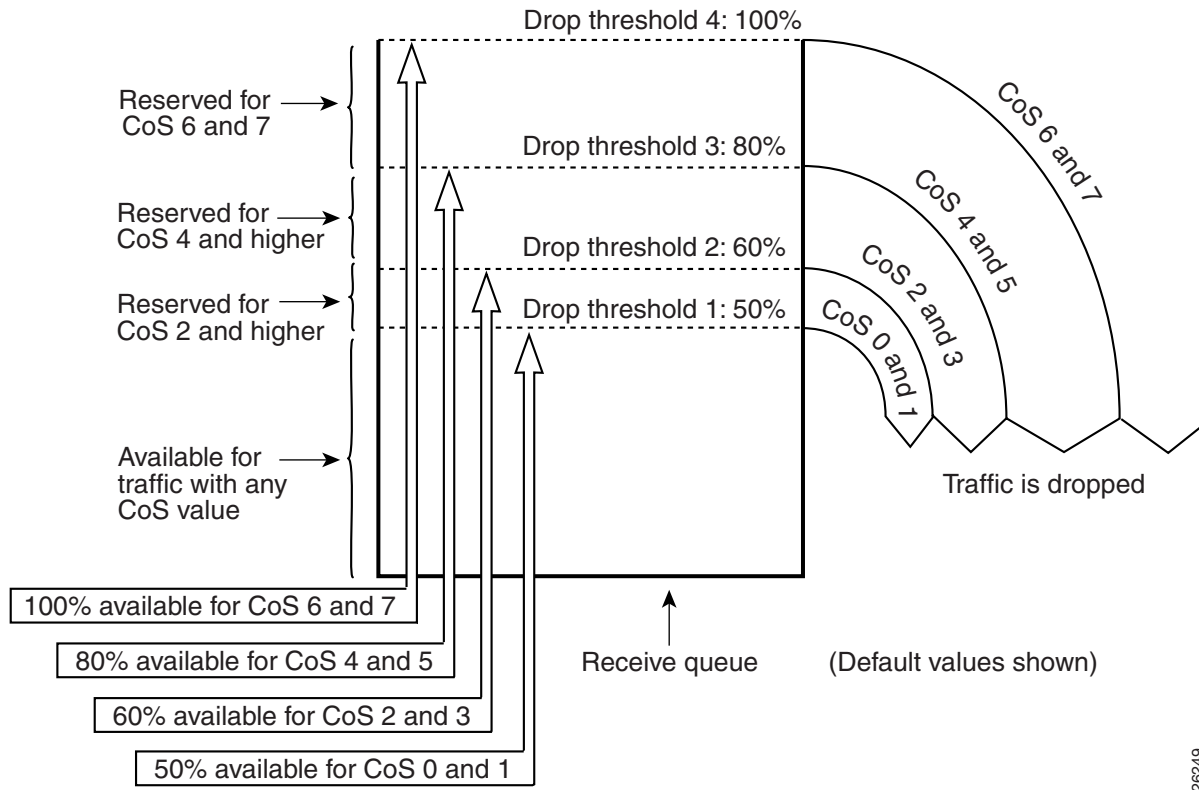 Drop threshold 4: 100%
Reserved for
CoS 6 and 7
CoS 6 and 7
Drop threshold 3: 80%
CoS 4 and 5
Reserved for
CoS 4 and higher
Drop threshold 2: 60%
CoS 2 and 3
Reserved for
CoS 2 and higher
Drop threshold 1: 50%
CoS 0 and 1
Available for
traffic with any
CoS value
Traffic is dropped
100% available for CoS 6 and 7
80% available for CoS 4 and 5
Receive queue
(Default values shown)
60% available for CoS 2 and 3
50% available for CoS 0 and 1
26249